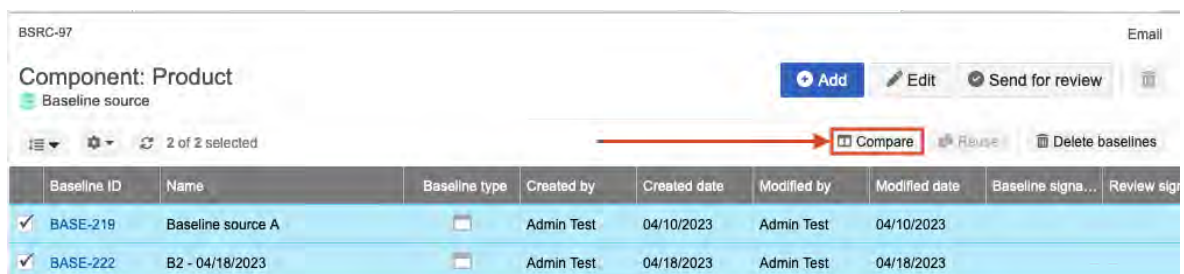 BSRC-97
Email
Component: Product
Add Edit Send for review
Baseline source
2 of 2 selected Compare Reuse Delete baselines
Baseline ID Name Baseline type Created by Created date Modified by Modified date Baseline signa... Review sign
BASE-219 Baseline source A Admin Test 04/10/2023 Admin Test 04/10/2023
BASE-222 B2 - 04/18/2023 Admin Test 04/18/2023 Admin Test 04/18/2023